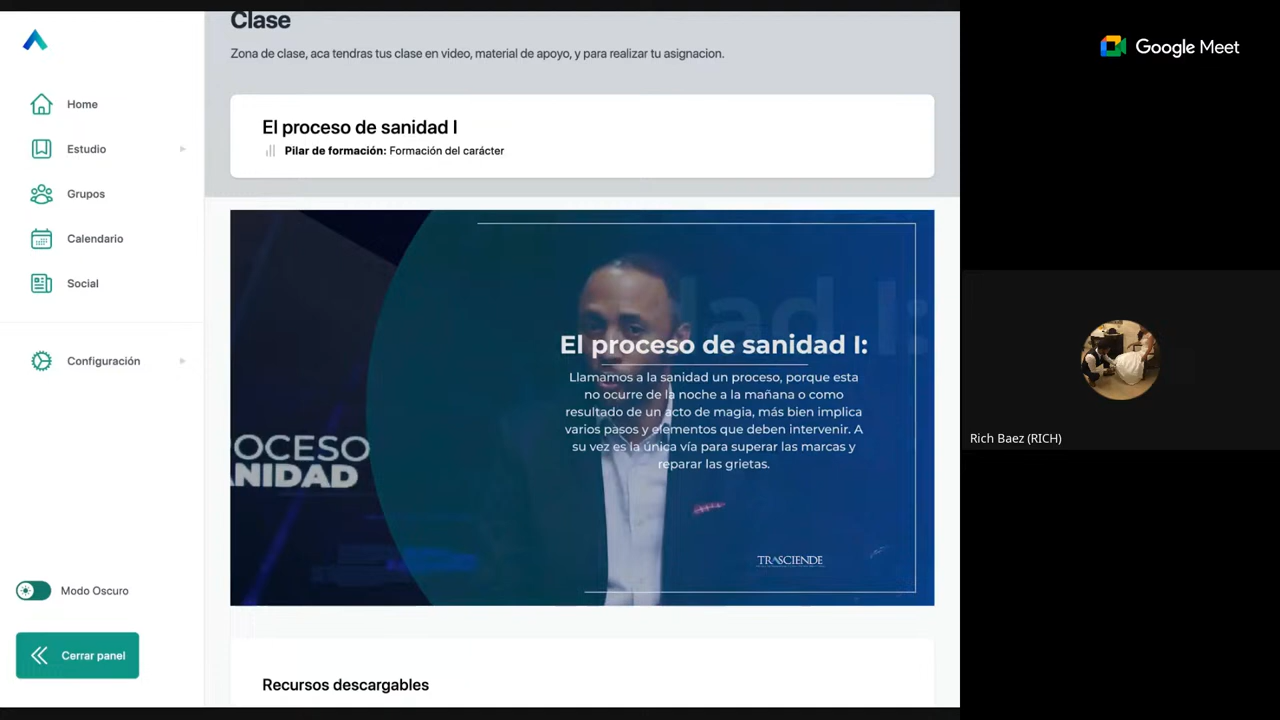 Clase
Zona de clase, aca tendras tus clase en video, material de apoyo, y para realizar tu asignacion.
Google Meet
Home
Estudio
Grupos
Calendario
Social
Configuración
Modo Oscuro
Cerrar panel
El proceso de sanidad I
Pilar de formación: Formación del carácter
dad I:
El proceso de sanidad I:
Llamamos a la sanidad un proceso, porque esta
no ocurre de la noche a la mañana o como
resultado de un acto de magia, más bien implica
varios pasos y elementos que deben intervenir. A
su vez es la única vía para superar las marcas y
reparar las grietas.
OCESO
ANIDAD
TRASCIENDE
Recursos descargables
Rich Baez (RICH)